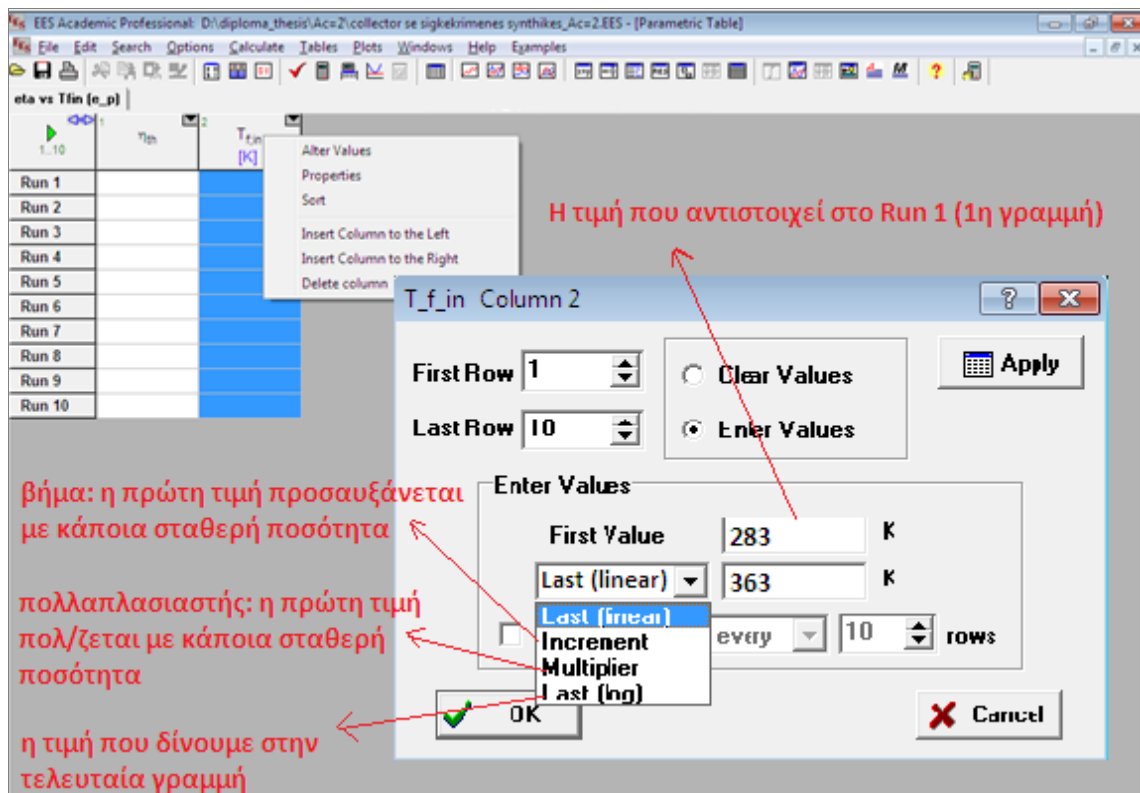 EES Academic Professional: D:\diploma_thesis\Ac=2\collector se sigkekrimenes synthikes_Ac=2.EES - [Parametric Table]
File Edit Search Options Calculate Tables Plots Windows Help Examples
eta vs Tfin (e_p)
1..10
1 ηth
2 Tf,in [K]
Run 1
Run 2
Run 3
Run 4
Run 5
Run 6
Run 7
Run 8
Run 9
Run 10
Alter Values
Properties
Sort
Insert Column to the Left
Insert Column to the Right
Delete column
Η τιμή που αντιστοιχεί στο Run 1 (1η γραμμή)
T_f_in Column 2
First Row 1
Last Row 10
Clear Values
Enter Values
Apply
Enter Values
First Value 283 K
Last (linear) 363 K
Last (linear)
Increment
Multiplier
Last (log)
every 10 rows
OK
Cancel
βήμα: η πρώτη τιμή προσαυξάνεται
με κάποια σταθερή ποσότητα
πολλαπλασιαστής: η πρώτη τιμή
πολ/ζεται με κάποια σταθερή
ποσότητα
η τιμή που δίνουμε στην
τελευταία γραμμή